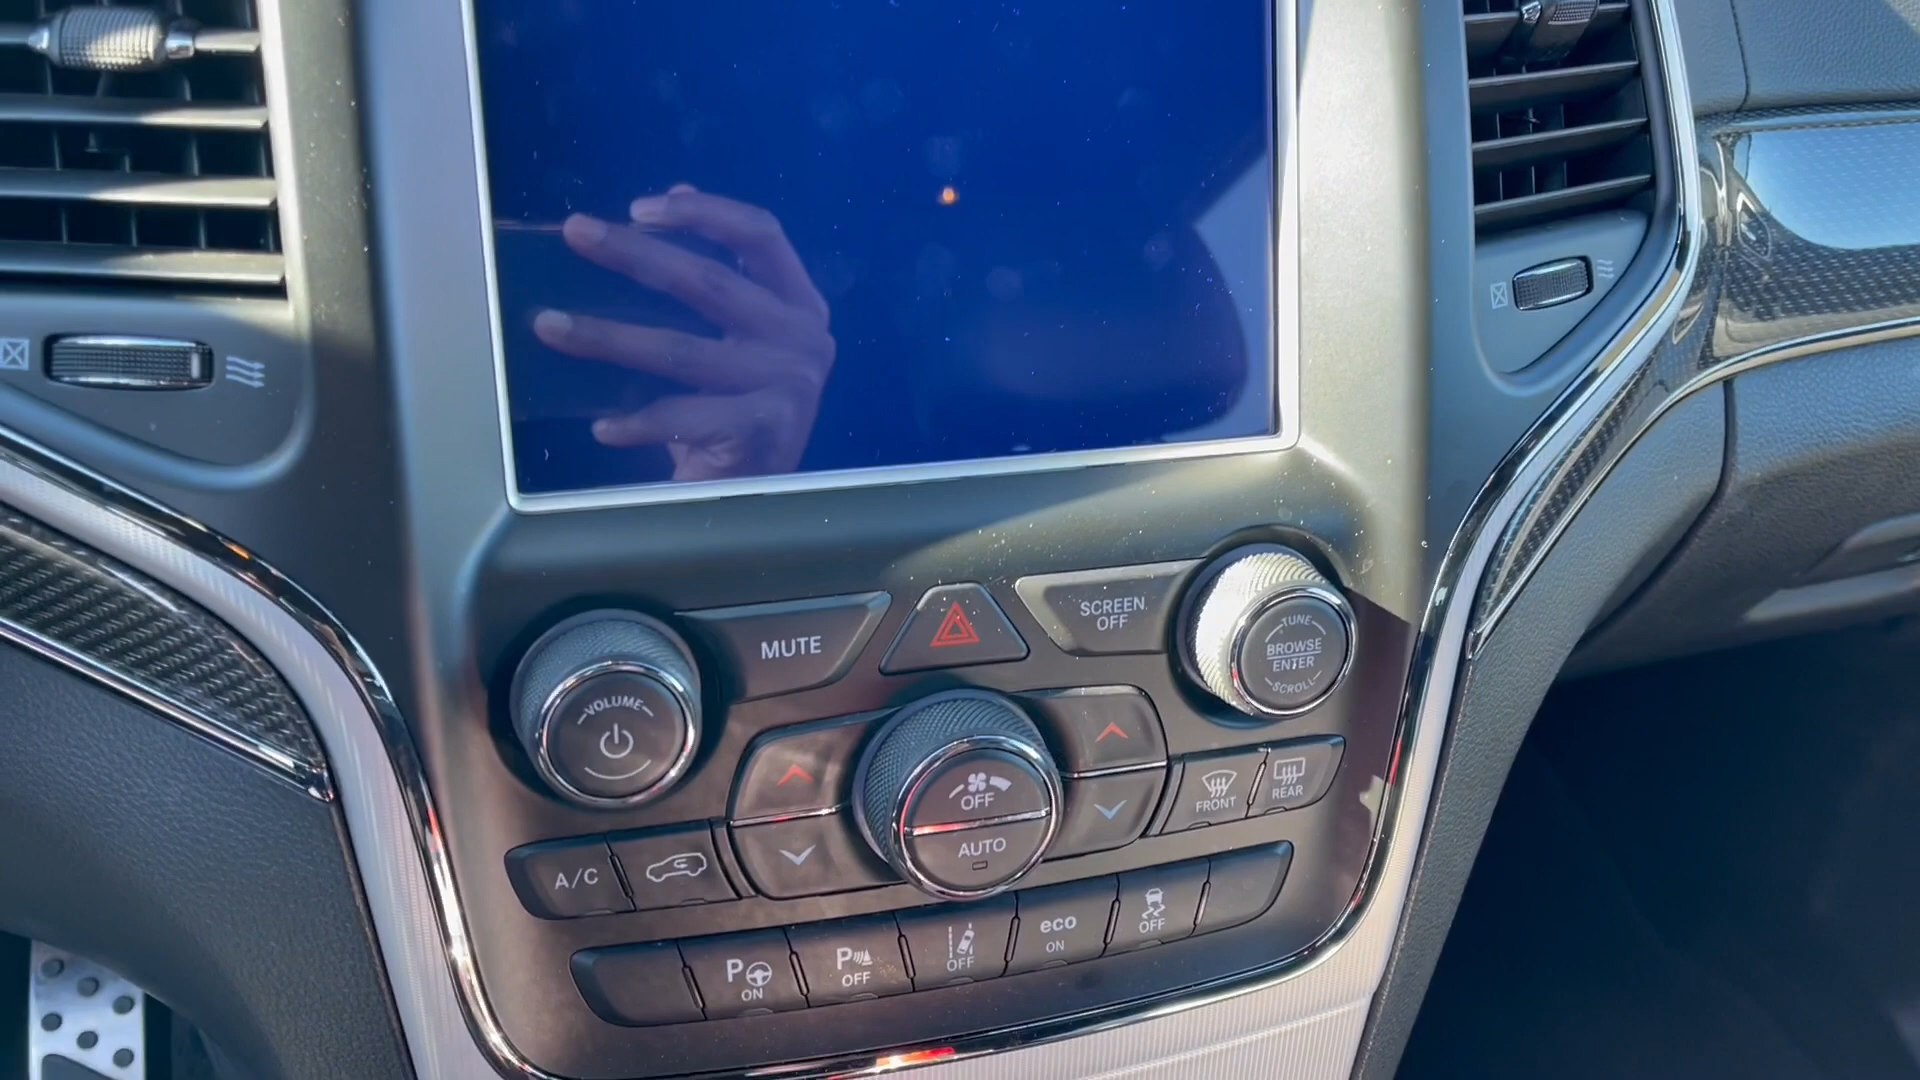 MUTE
SCREEN
OFF
VOLUME
TUNE
BROWSE
ENTER
SCROLL
OFF
AUTO
FRONT
REAR
A/C
P
ON
P
OFF
OFF
eco
ON
OFF